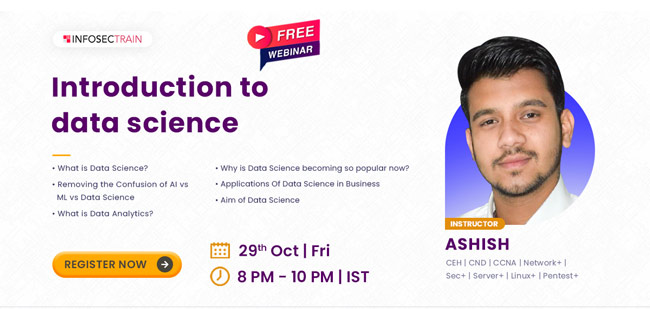 INFOSECTRAIN
FREE
WEBINAR
Introduction to
data science
• What is Data Science?
• Removing the Confusion of AI vs
ML vs Data Science
• What is Data Analytics?
• Why is Data Science becoming so popular now?
• Applications Of Data Science in Business
• Aim of Data Science
REGISTER NOW
29th Oct | Fri
8 PM - 10 PM | IST
INSTRUCTOR
ASHISH
CEH | CND | CCNA | Network+ |
Sec+ | Server+ | Linux+ | Pentest+